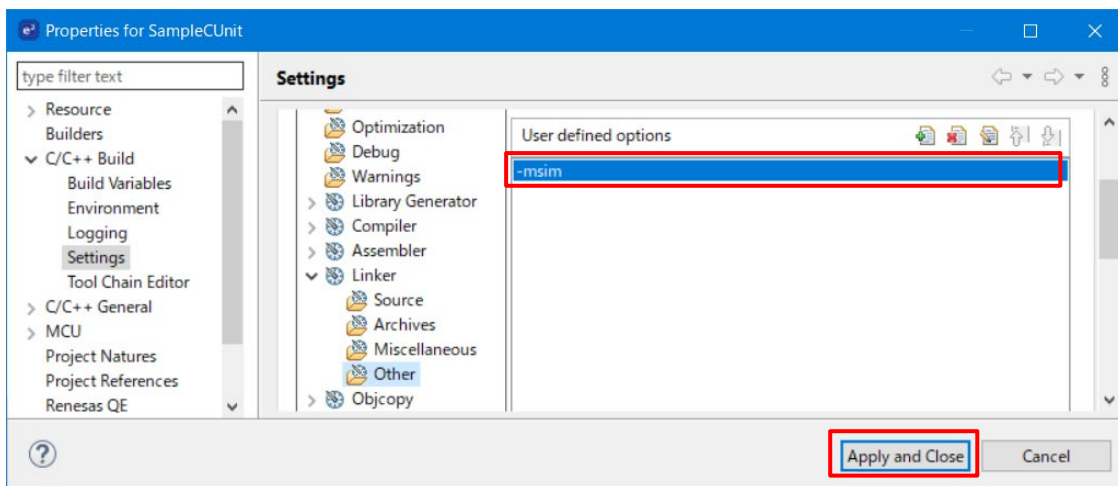 e² Properties for SampleCUnit
type filter text
Resource
Builders
C/C++ Build
Build Variables
Environment
Logging
Settings
Tool Chain Editor
C/C++ General
MCU
Project Natures
Project References
Renesas QE
Settings
Optimization
Debug
Warnings
Library Generator
Compiler
Assembler
Linker
Source
Archives
Miscellaneous
Other
Objcopy
User defined options
-msim
?
Apply and Close
Cancel